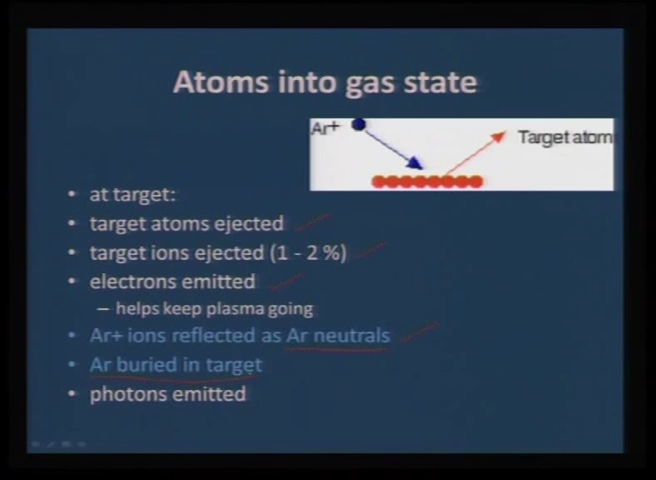 Atoms into gas state
Ar+
Target atom
• at target:
• target atoms ejected
• target ions ejected (1 - 2 %)
• electrons emitted
– helps keep plasma going
• Ar+ ions reflected as Ar neutrals
• Ar buried in target
• photons emitted